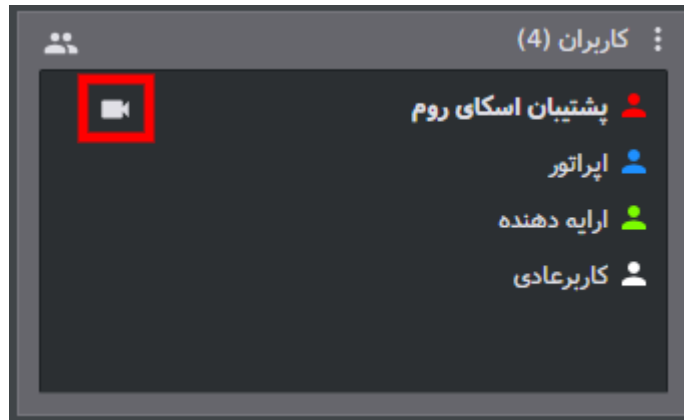 کاربران (4)
پشتیبان اسکای روم
اپراتور
ارایه دهنده
کاربرعادی